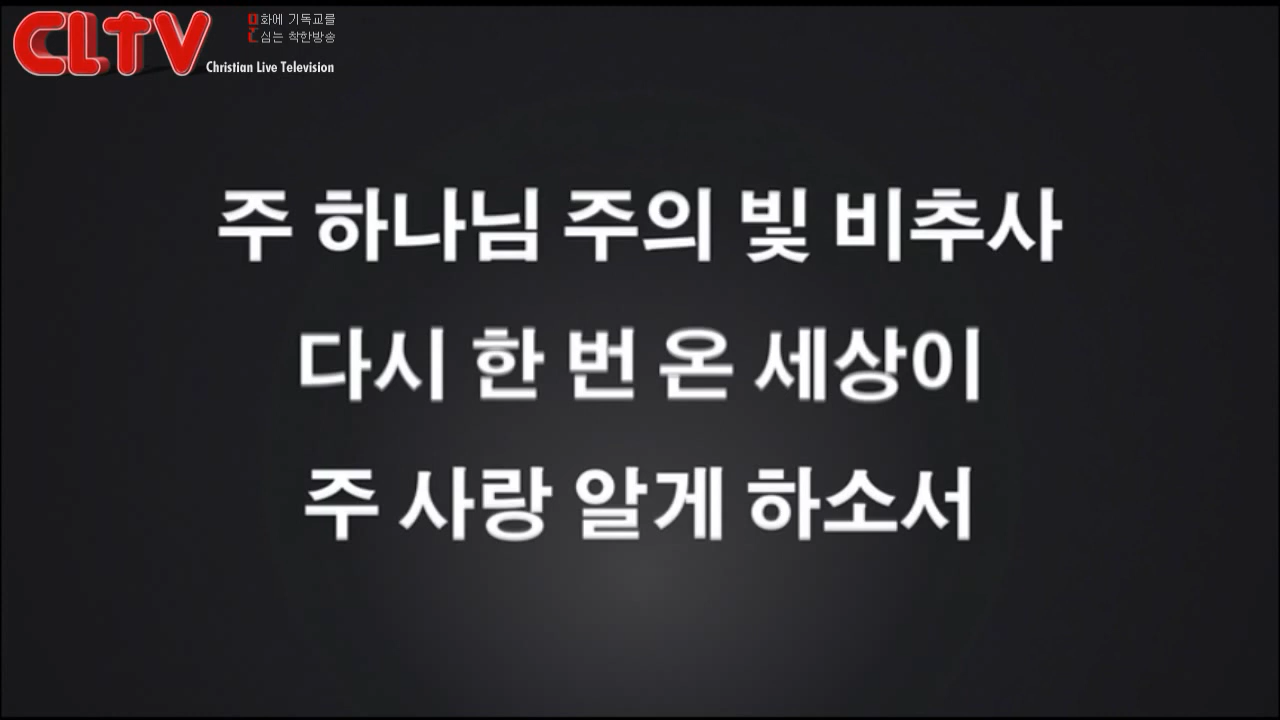 CLTV
화에 기독교를
심는 착한방송
Christian Live Television
주 하나님 주의 빛 비추사
다시 한 번 온 세상이
주 사랑 알게 하소서